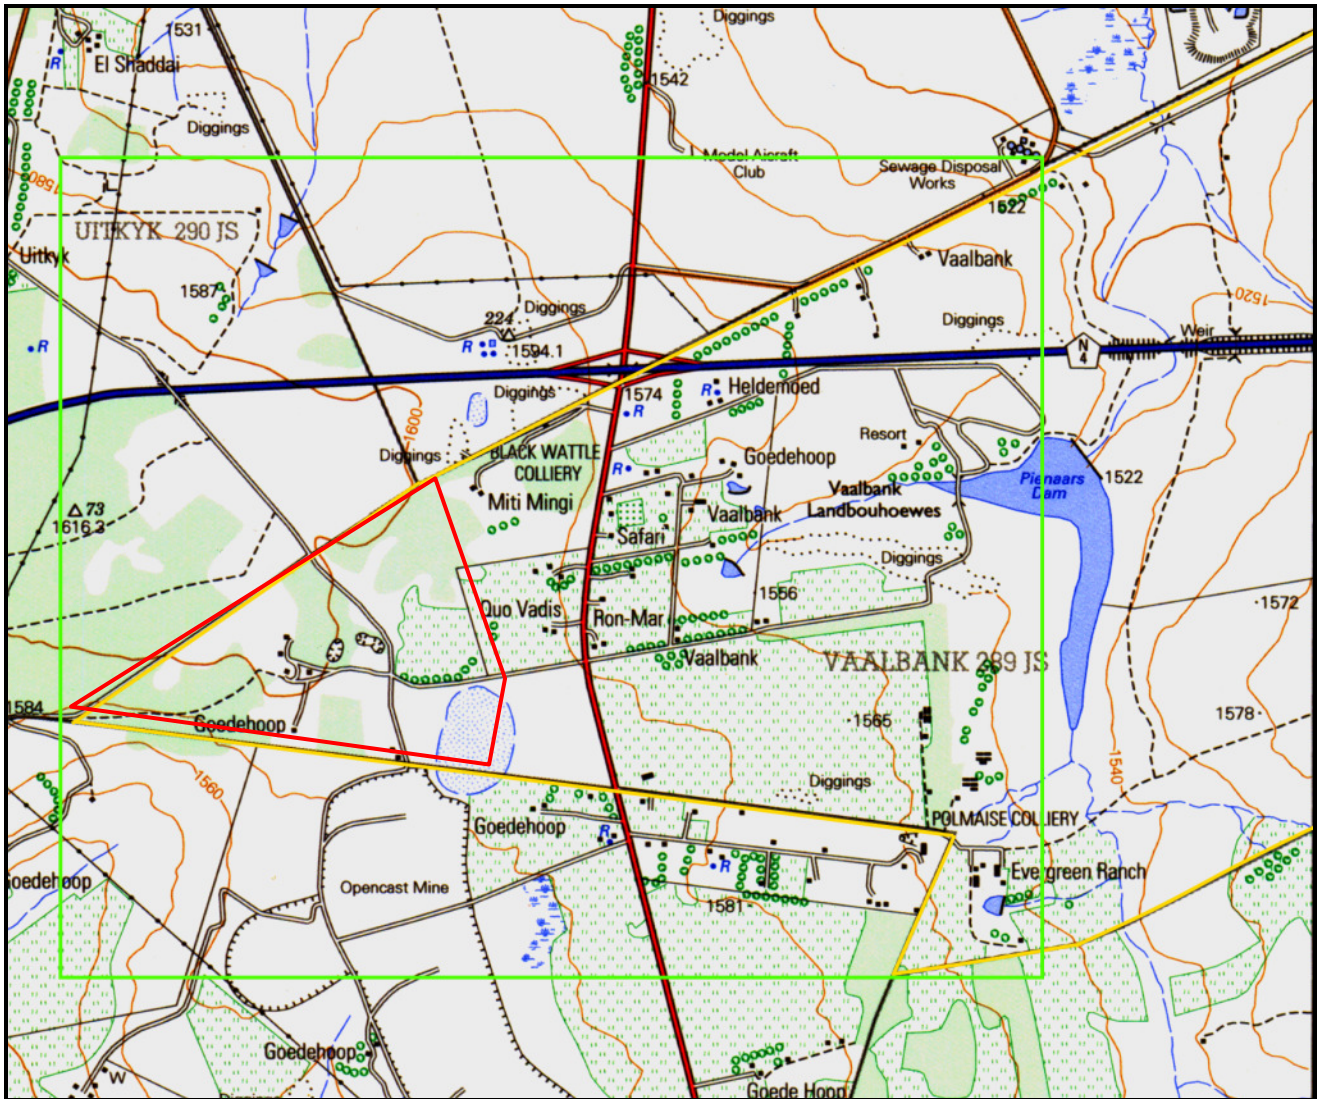 Diggings
1531
El Shaddai
R
1542
Diggings
Model Aircraft
Club
Sewage Disposal
Works
1580
1522
UITKYK 290 JS
Uitkyk
Vaalbank
1587
1520
Diggings
224
Diggings
Weir
R
R
1594.1
N
4
Diggings
1574
R
Heldemoed
R
1600
Resort
Diggings
BLACK WATTLE
COLLIERY
R
Goedehoop
1522
Pienaars
Dam
Vaalbank
Landbouhoewes
73
1616.3
Miti Mingi
Vaalbank
Safari
Diggings
1556
1572
Quo Vadis
Ron-Mar
Vaalbank
VAALBANK 289 JS
1584
Goedehoop
1565
1578
1560
1540
Diggings
Goedehoop
R
POLMAISE COLLIERY
R
Evergreen Ranch
Goedehoop
Opencast Mine
1581
Goedehoop
W
Goede Hoop
Diggings